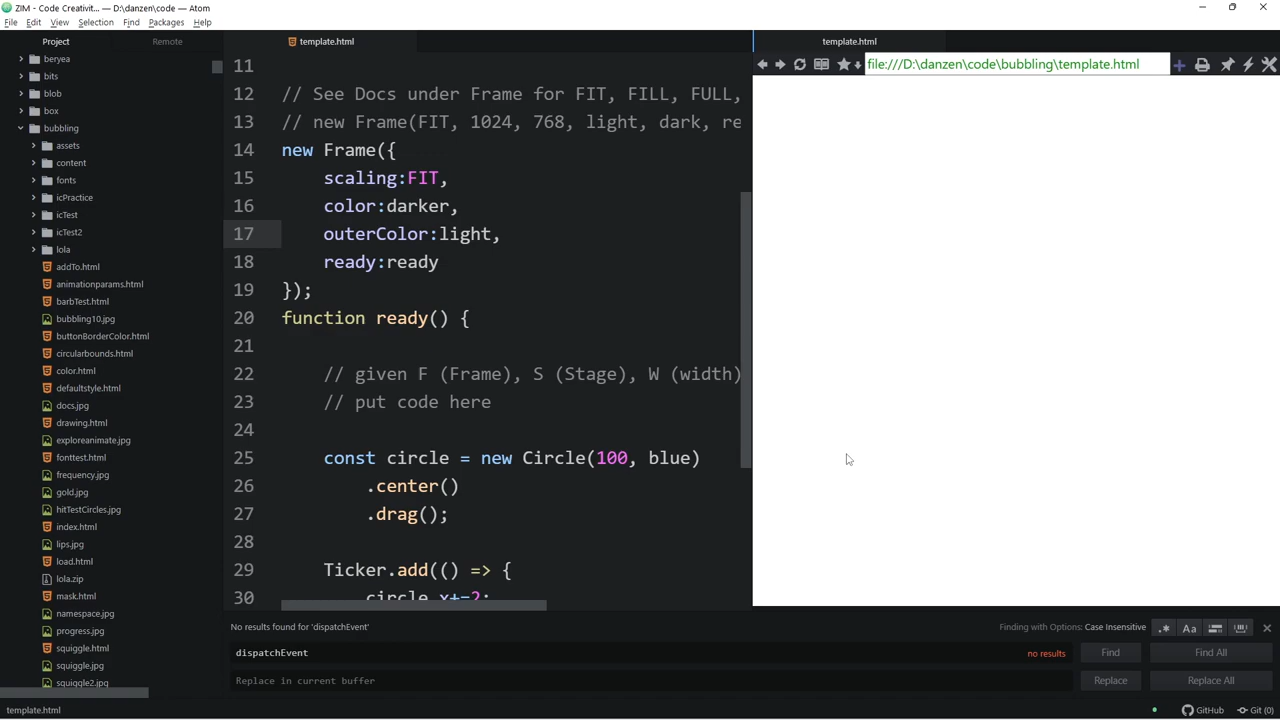 ZIM - Code Creativit... — D:\danzen\code — Atom
File Edit View Selection Find Packages Help
Project Remote
beryea
bits
blob
box
bubbling
assets
content
fonts
icPractice
icTest
icTest2
lola
addTo.html
animationparams.html
barbTest.html
bubbling10.jpg
buttonBorderColor.html
circularbounds.html
color.html
defaultstyle.html
docs.jpg
drawing.html
exploreanimate.jpg
fonttest.html
frequency.jpg
gold.jpg
hitTestCircles.jpg
index.html
lips.jpg
load.html
lola.zip
mask.html
namespace.jpg
progress.jpg
squiggle.html
squiggle.jpg
squiggle2.jpg
template.html
11
12 // See Docs under Frame for FIT, FILL, FULL,
13 // new Frame(FIT, 1024, 768, light, dark, re
14 new Frame({
15 scaling:FIT,
16 color:darker,
17 outerColor:light,
18 ready:ready
19 });
20 function ready() {
21
22 // given F (Frame), S (Stage), W (width)
23 // put code here
24
25 const circle = new Circle(100, blue)
26 .center()
27 .drag();
28
29 Ticker.add(() => {
30 circle.x+=2;
template.html
file:///D:\danzen\code\bubbling\template.html
No results found for 'dispatchEvent'
Finding with Options: Case Insensitive
.* Aa
dispatchEvent no results Find Find All
Replace in current buffer Replace Replace All
template.html GitHub Git (0)